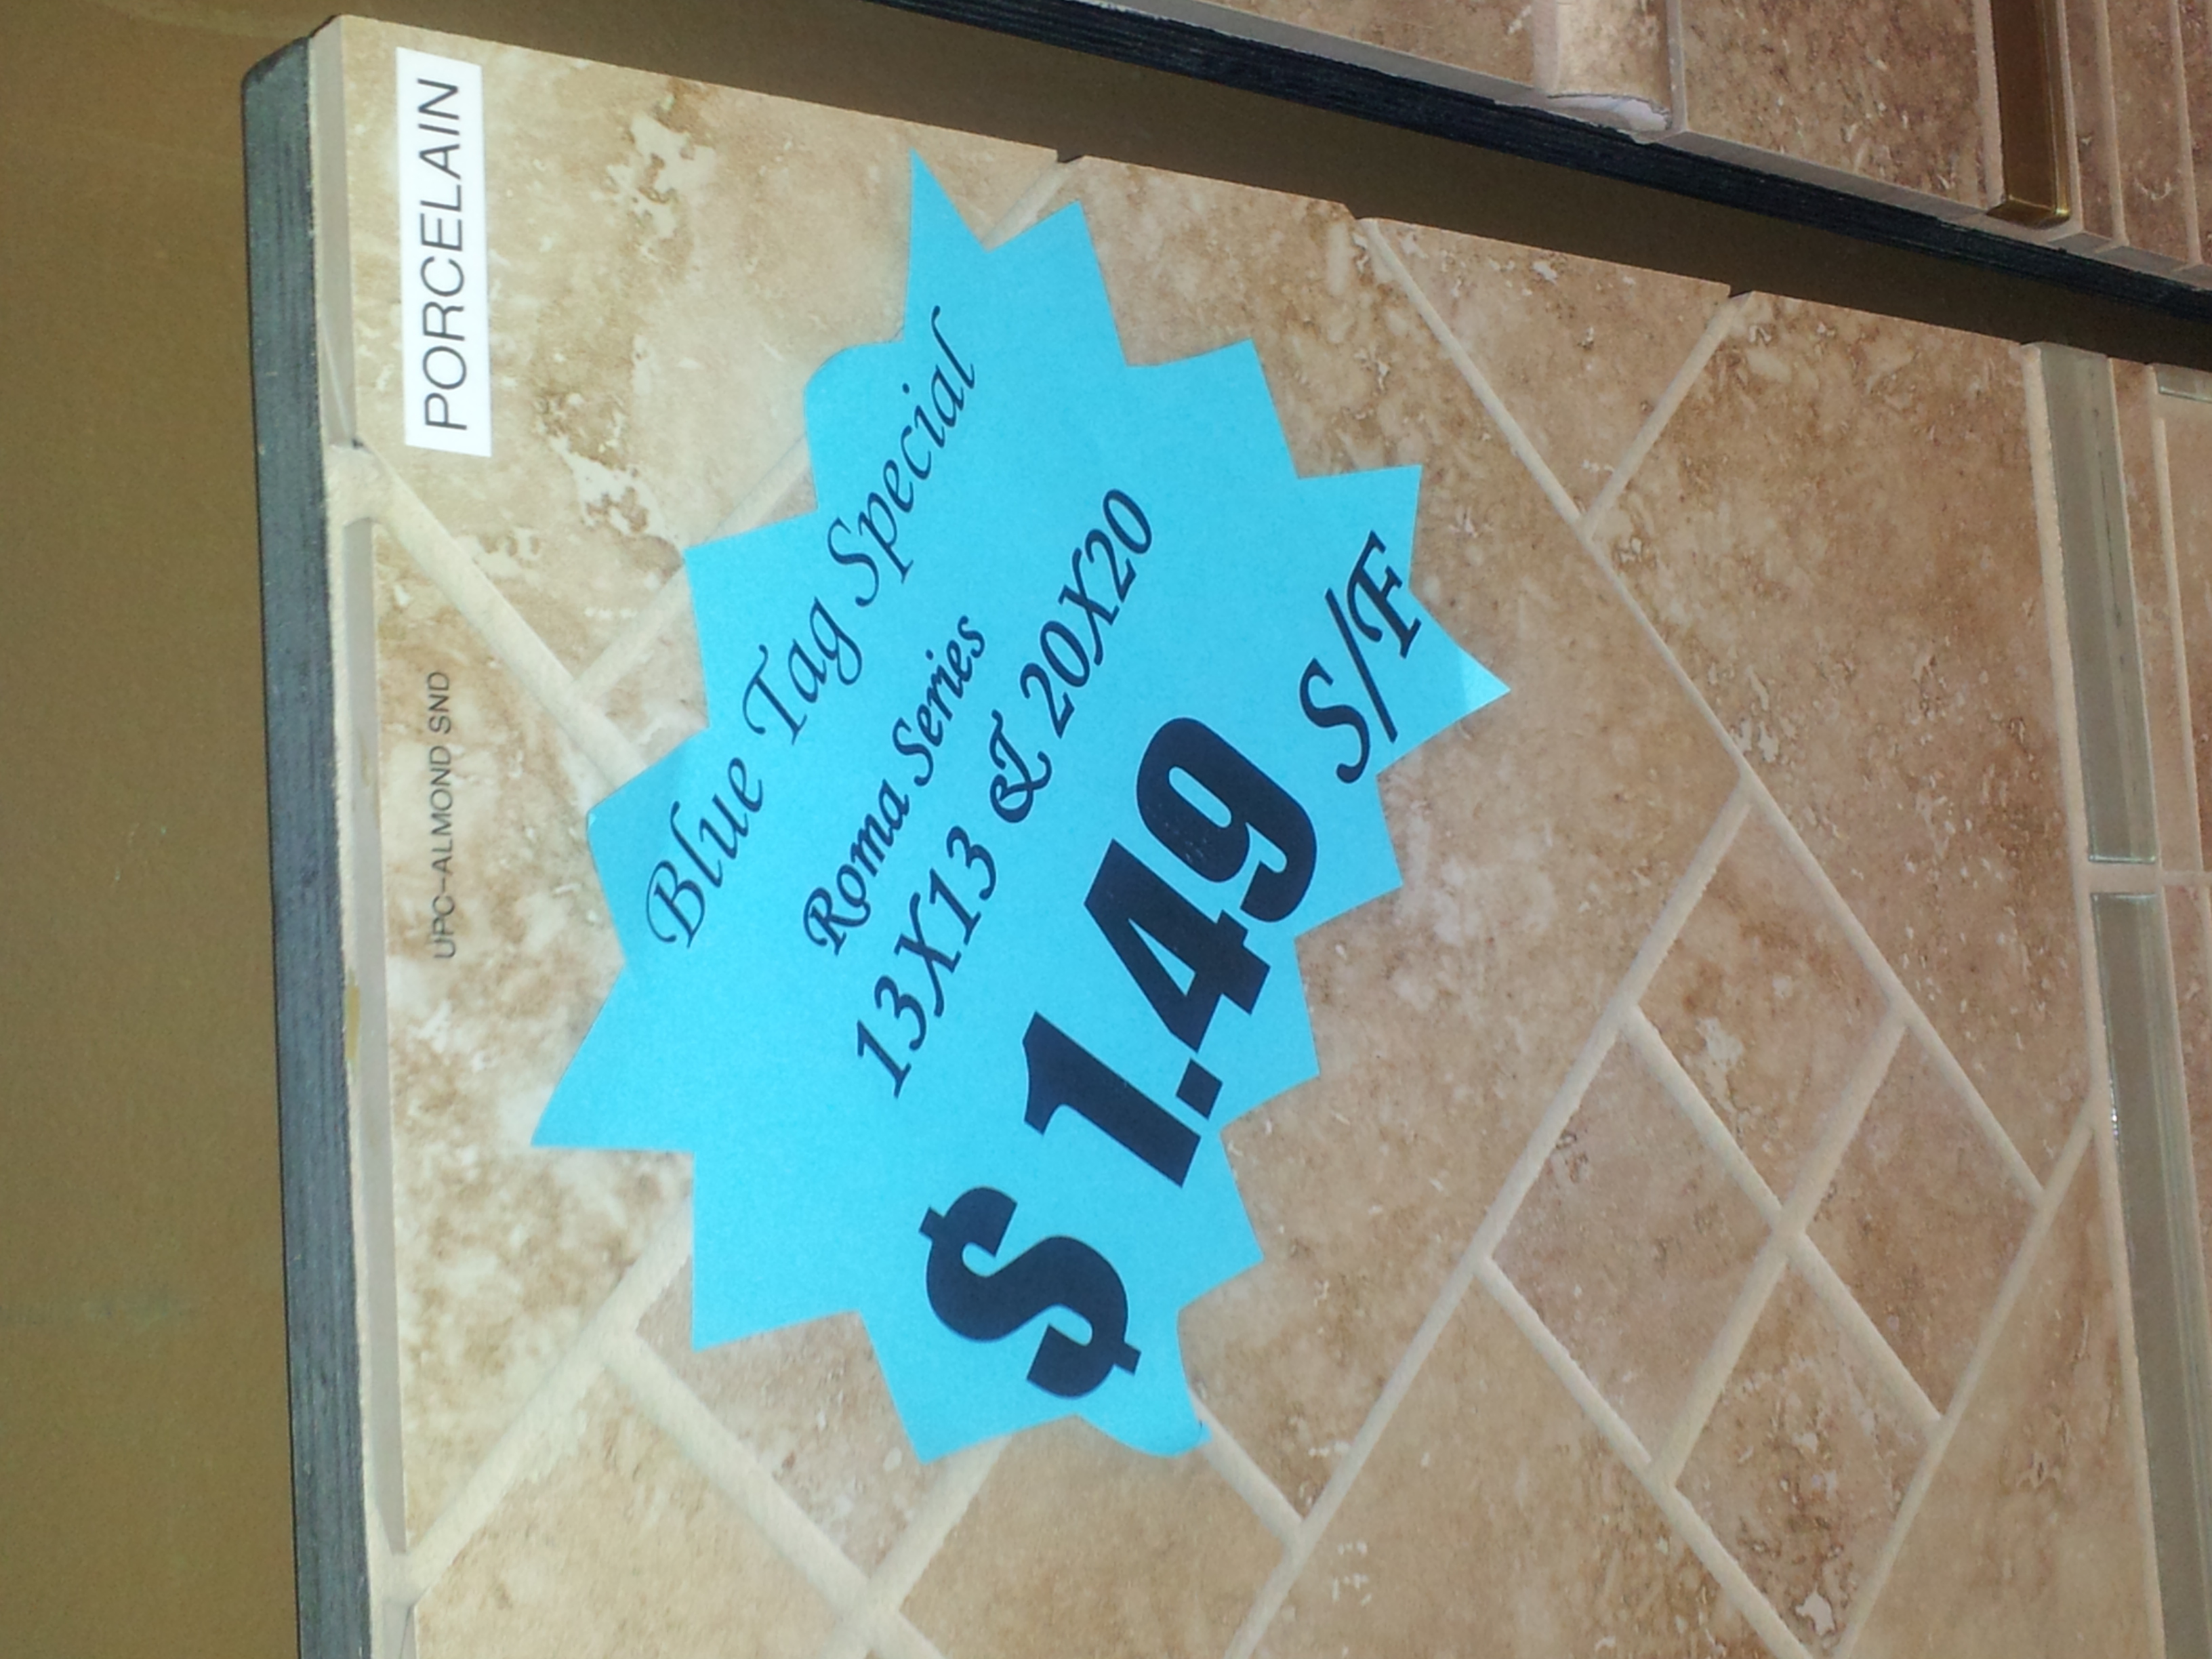 PORCELAIN
UPC-ALMOND SND
Blue Tag Special
Roma Series
13X13 & 20X20
$ 1.49 S/F